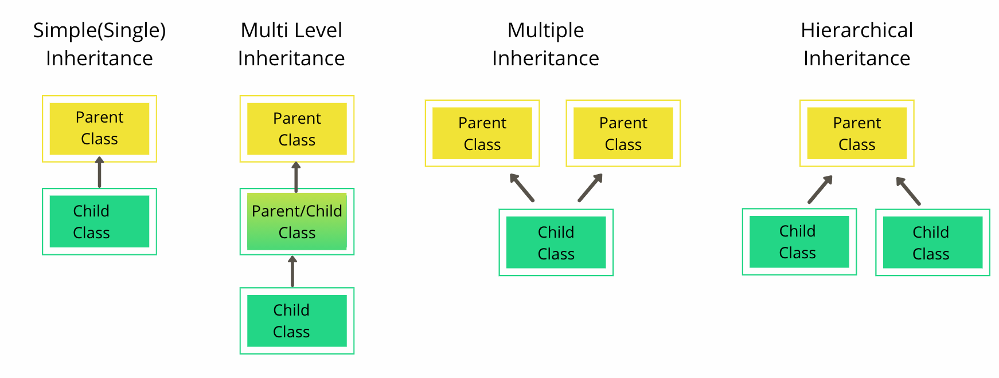 Simple(Single)
Inheritance
Parent
Class
Child
Class
Multi Level
Inheritance
Parent
Class
Parent/Child
Class
Child
Class
Multiple
Inheritance
Parent
Class
Parent
Class
Child
Class
Hierarchical
Inheritance
Parent
Class
Child
Class
Child
Class